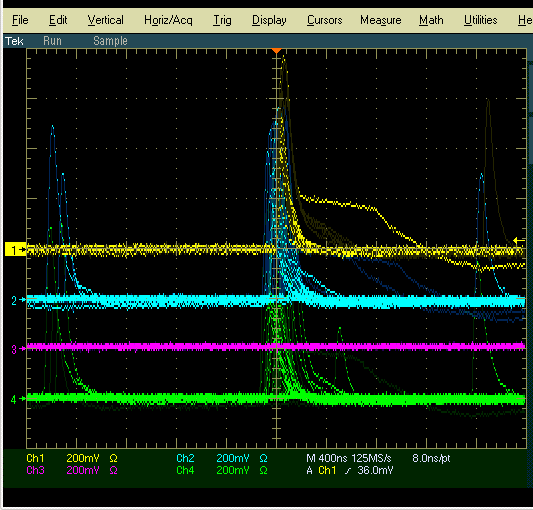 File Edit Vertical Horiz/Acq Trig Display Cursors Measure Math Utilities He
Tek Run Sample
1
2
3
4
Ch1 200mV Ω Ch2 200mV Ω M 400ns 125MS/s 8.0ns/pt
Ch3 200mV Ω Ch4 200mV Ω A Ch1 ∫ 36.0mV